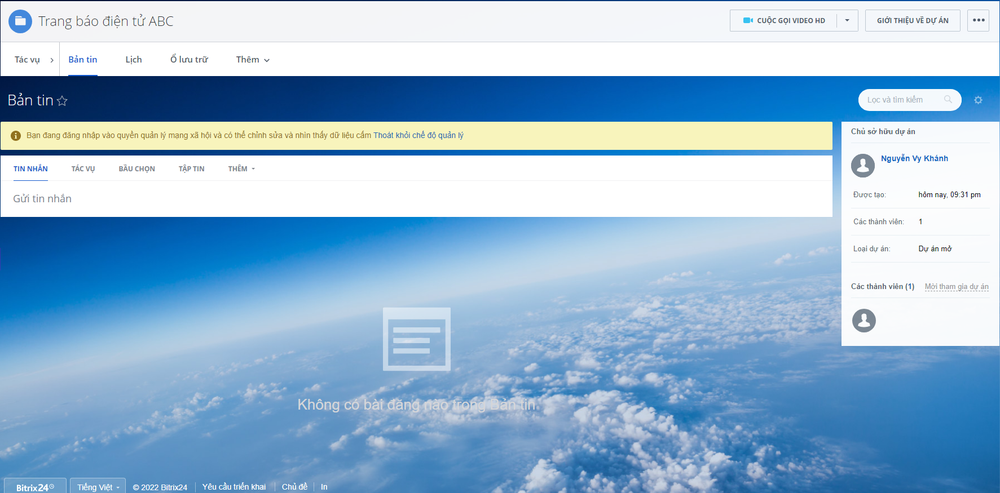 Trang báo điện tử ABC
CUỘC GỌI VIDEO HD
GIỚI THIỆU VỀ DỰ ÁN
Tác vụ
Bản tin
Lịch
Ổ lưu trữ
Thêm
Bản tin
Lọc và tìm kiếm
Bạn đang đăng nhập vào quyền quản lý mạng xã hội và có thể chỉnh sửa và nhìn thấy dữ liệu cấm Thoát khỏi chế độ quản lý
TIN NHẮN
TÁC VỤ
BẦU CHỌN
TẬP TIN
THÊM
Gửi tin nhắn
Không có bài đăng nào trong Bản tin.
Chủ sở hữu dự án
Nguyễn Vy Khánh
Được tạo: hôm nay, 09:31 pm
Các thành viên: 1
Loại dự án: Dự án mở
Các thành viên (1) Mời tham gia dự án
Bitrix24
Tiếng Việt
© 2022 Bitrix24
Yêu cầu triển khai
Chủ đề
In